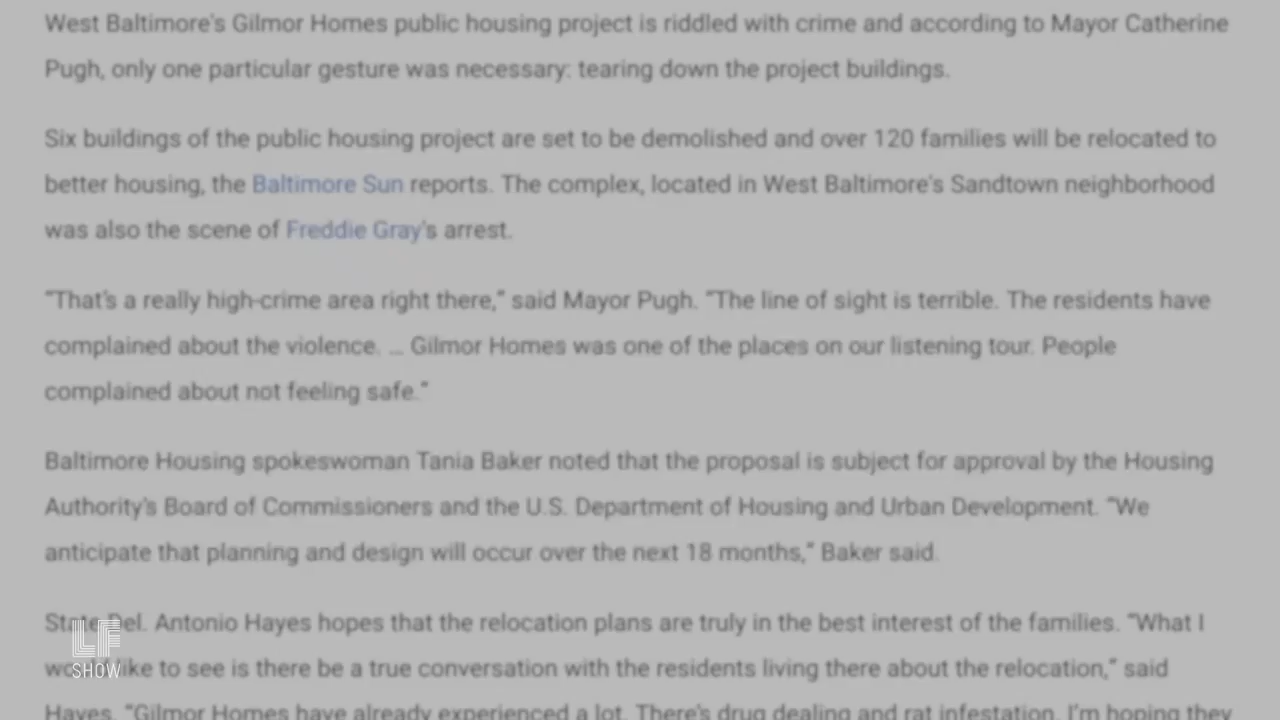 West Baltimore's Gilmor Homes public housing project is riddled with crime and according to Mayor Catherine
Pugh, only one particular gesture was necessary: tearing down the project buildings.
Six buildings of the public housing project are set to be demolished and over 120 families will be relocated to
better housing, the Baltimore Sun reports. The complex, located in West Baltimore's Sandtown neighborhood
was also the scene of Freddie Gray's arrest.
“That's a really high-crime area right there,” said Mayor Pugh. “The line of sight is terrible. The residents have
complained about the violence. … Gilmor Homes was one of the places on our listening tour. People
complained about not feeling safe.”
Baltimore Housing spokeswoman Tania Baker noted that the proposal is subject for approval by the Housing
Authority's Board of Commissioners and the U.S. Department of Housing and Urban Development. “We
anticipate that planning and design will occur over the next 18 months,” Baker said.
State Del. Antonio Hayes hopes that the relocation plans are truly in the best interest of the families. “What I
would like to see is there be a true conversation with the residents living there about the relocation,” said
Hayes. “Gilmor Homes have already experienced a lot. There's drug dealing and rat infestation. I'm hoping they
LF
SHOW